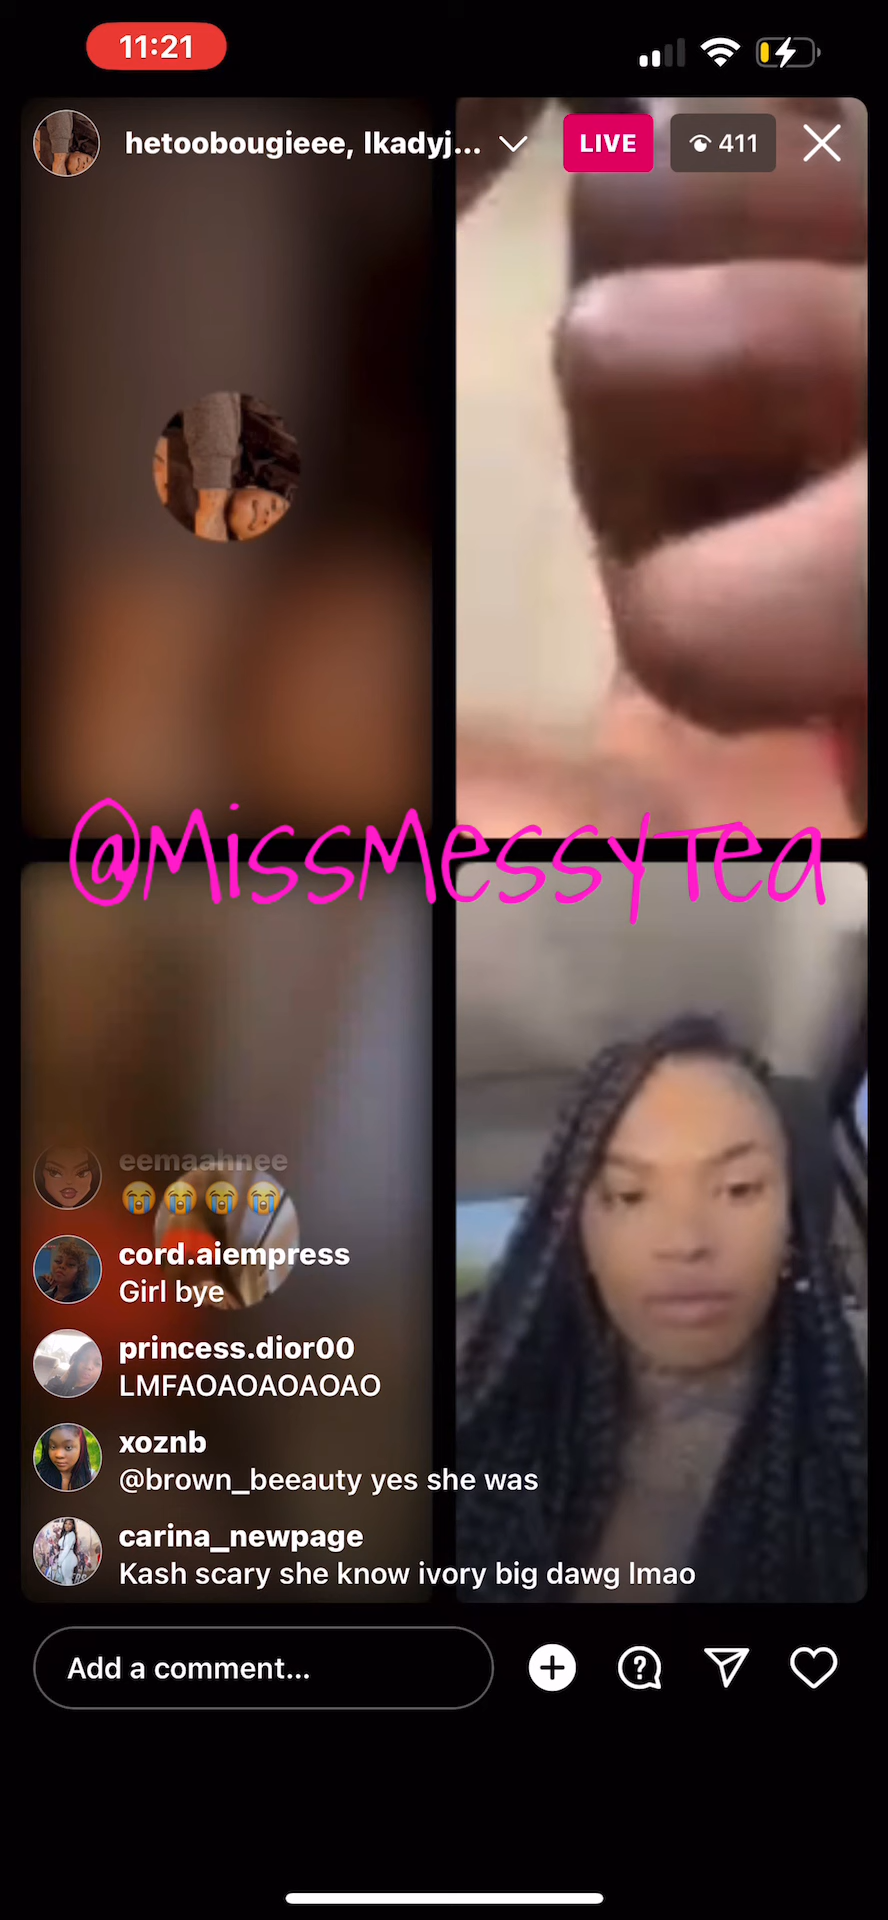 11:21
hetoobougieee, lkadyj...
LIVE
411
@MissMessyTea
eemaahnee
😭😭😭😭
cord.aiempress
Girl bye
princess.dior00
LMFAOAOAOAOAO
xoznb
@brown_beeauty yes she was
carina_newpage
Kash scary she know ivory big dawg lmao
Add a comment...